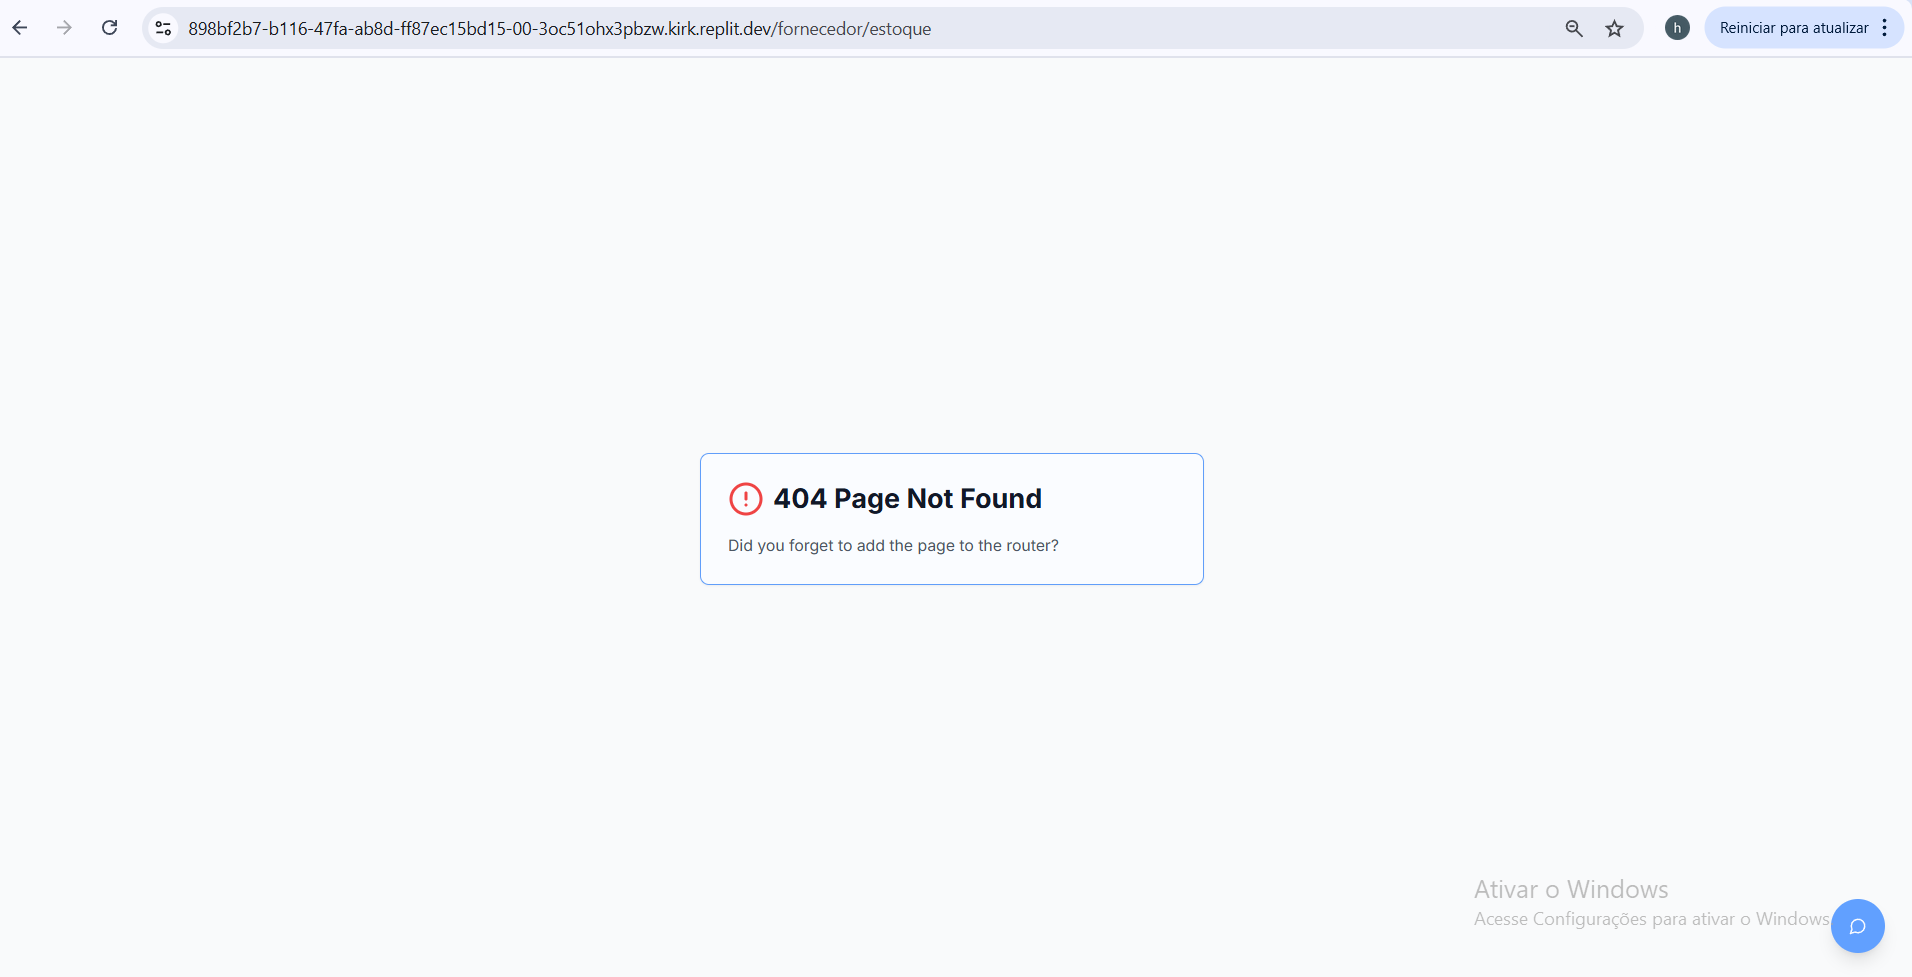 898bf2b7-b116-47fa-ab8d-ff87ec15bd15-00-3oc51ohx3pbzw.kirk.replit.dev/fornecedor/estoque
h
Reiniciar para atualizar
404 Page Not Found
Did you forget to add the page to the router?
Ativar o Windows
Acesse Configurações para ativar o Windows